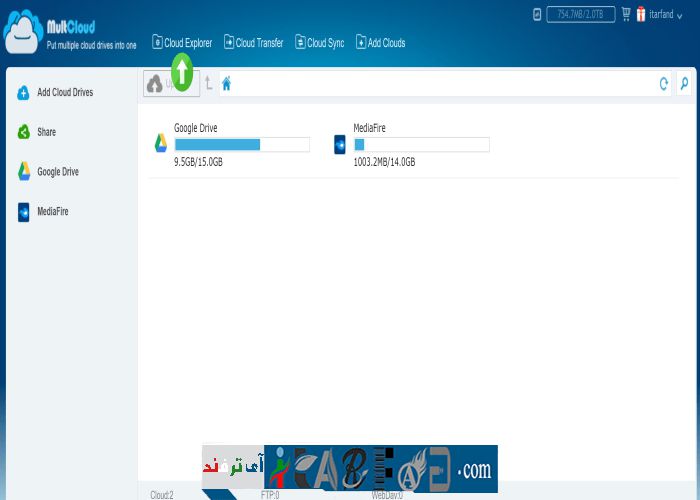 MultCloud
Put multiple cloud drives into one
Cloud Explorer
Cloud Transfer
Cloud Sync
Add Clouds
754.7MB/2.0TB
itarfand
Add Cloud Drives
Share
Google Drive
MediaFire
Google Drive
9.5GB/15.0GB
MediaFire
1003.2MB/14.0GB
آی ترفند
.com
Cloud:2
FTP:0
WebDav:0